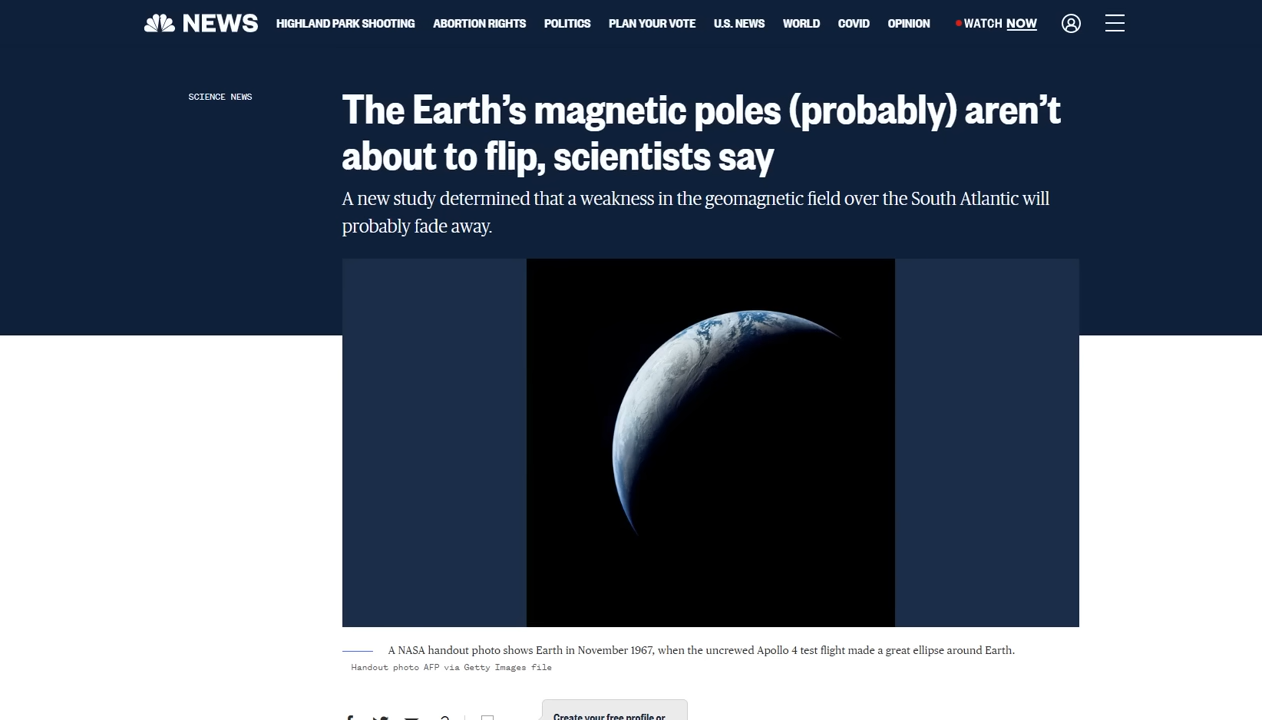 NEWS HIGHLAND PARK SHOOTING ABORTION RIGHTS POLITICS PLAN YOUR VOTE U.S. NEWS WORLD COVID OPINION WATCH NOW
SCIENCE NEWS
The Earth’s magnetic poles (probably) aren’t
about to flip, scientists say
A new study determined that a weakness in the geomagnetic field over the South Atlantic will
probably fade away.
A NASA handout photo shows Earth in November 1967, when the uncrewed Apollo 4 test flight made a great ellipse around Earth.
Handout photo AFP via Getty Images file
Create your free profile or